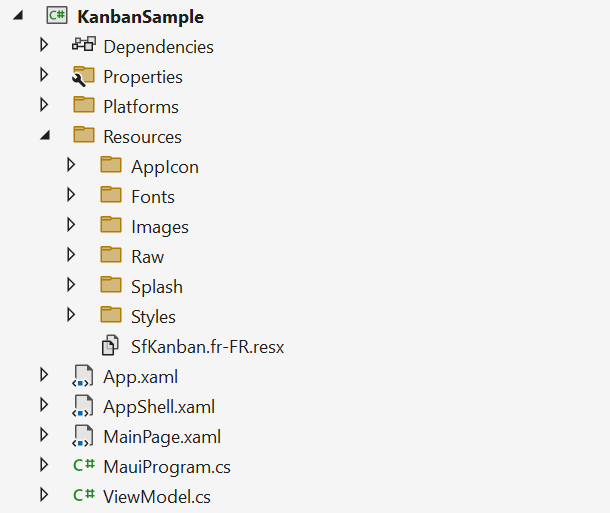 C# KanbanSample
Dependencies
Properties
Platforms
Resources
AppIcon
Fonts
Images
Raw
Splash
Styles
SfKanban.fr-FR.resx
App.xaml
AppShell.xaml
MainPage.xaml
C# MauiProgram.cs
C# ViewModel.cs